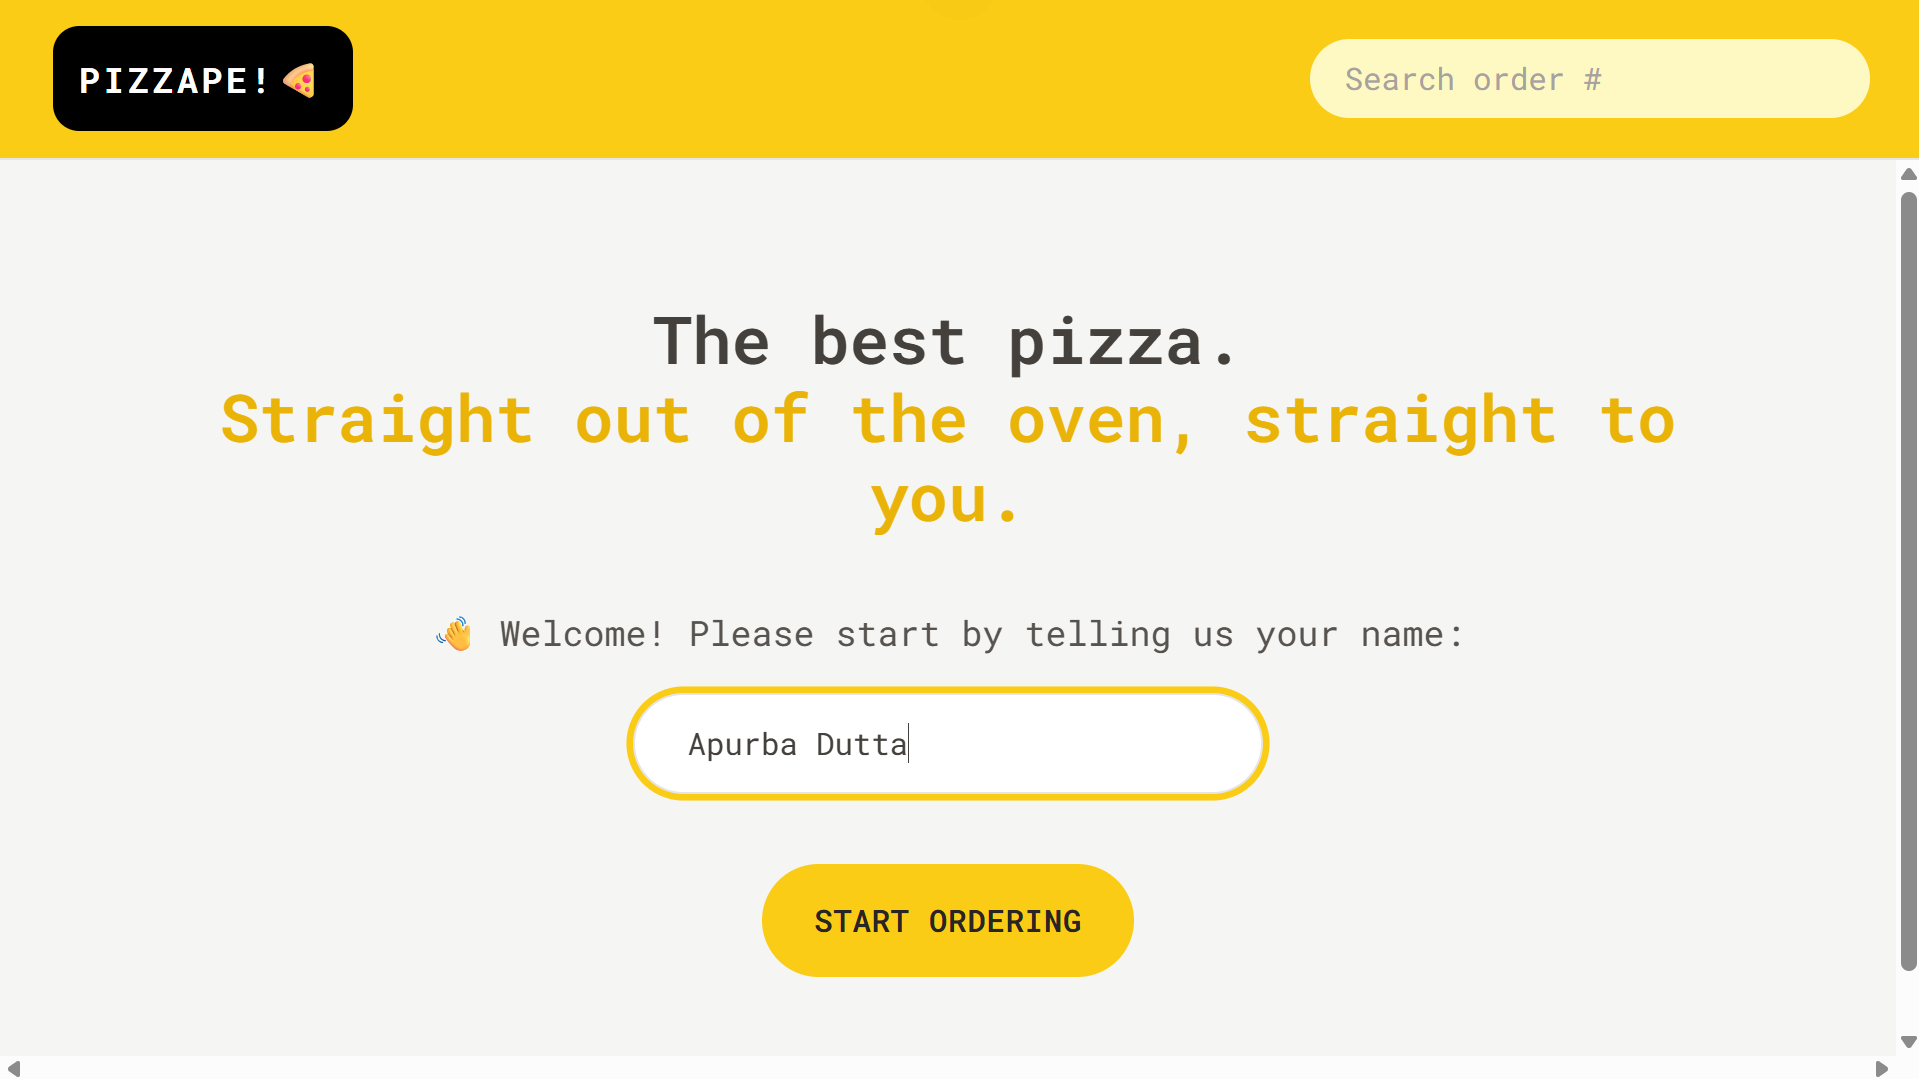 PIZZAPE!🍕
Search order #
The best pizza.
Straight out of the oven, straight to
you.
👋 Welcome! Please start by telling us your name:
Apurba Dutta
START ORDERING